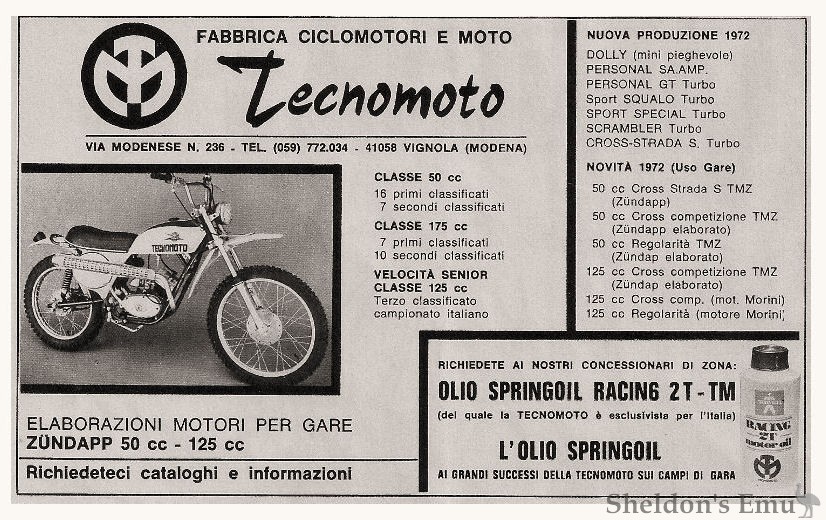 FABBRICA CICLOMOTORI E MOTO
Tecnomoto
VIA MODENESE N. 236 - TEL. (059) 772.034 - 41058 VIGNOLA (MODENA)
TECNOMOTO
CLASSE 50 cc
16 primi classificati
7 secondi classificati
CLASSE 175 cc
7 primi classificati
10 secondi classificati
VELOCITÀ SENIOR
CLASSE 125 cc
Terzo classificato
campionato italiano
ELABORAZIONI MOTORI PER GARE
ZÜNDAPP 50 cc - 125 cc
Richiedeteci cataloghi e informazioni
NUOVA PRODUZIONE 1972
DOLLY (mini pieghevole)
PERSONAL SA.AMP.
PERSONAL GT Turbo
Sport SQUALO Turbo
SPORT SPECIAL Turbo
SCRAMBLER Turbo
CROSS-STRADA S. Turbo
NOVITÀ 1972 (Uso Gare)
50 cc Cross Strada S TMZ
(Zündapp)
50 cc Cross competizione TMZ
(Zündapp elaborato)
50 cc Regolarità TMZ
(Zündap elaborato)
125 cc Cross competizione TMZ
(Zündap elaborato)
125 cc Cross comp. (mot. Morini)
125 cc Regolarità (motore Morini)
RICHIEDETE AI NOSTRI CONCESSIONARI DI ZONA:
OLIO SPRINGOIL RACING 2T-TM
(del quale la TECNOMOTO è esclusivista per l'Italia)
L'OLIO SPRINGOIL
AI GRANDI SUCCESSI DELLA TECNOMOTO SUI CAMPI DI GARA
RACING
2T
motor oil
Sheldon's Emu